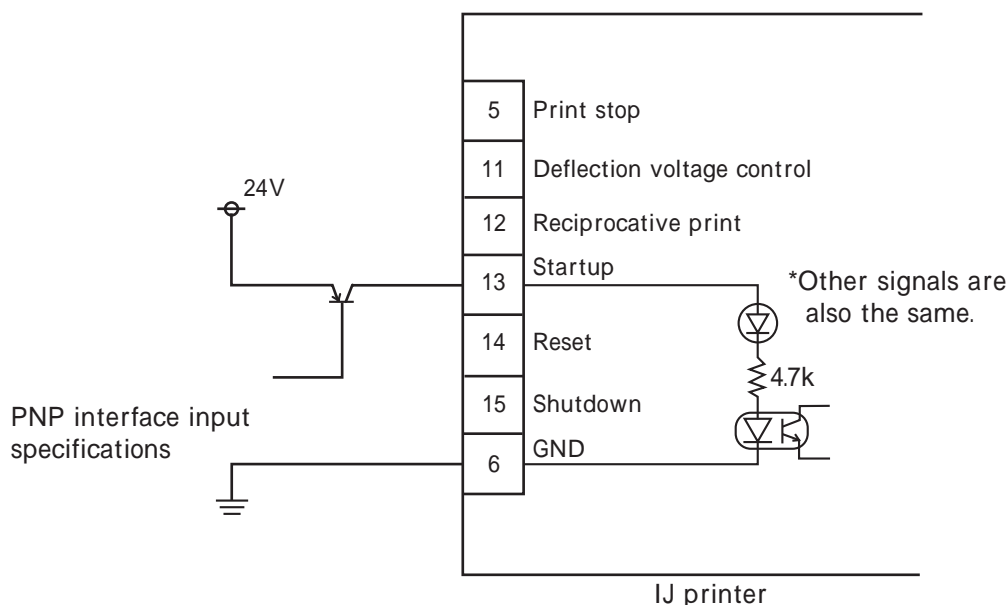 5 Print stop
11 Deflection voltage control
24V
12 Reciprocative print
13 Startup
*Other signals are
also the same.
14 Reset
4.7k
15 Shutdown
PNP interface input
specifications
6 GND
IJ printer